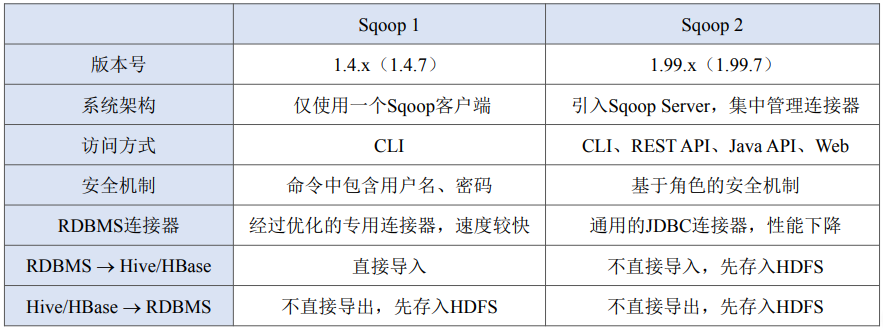 Sqoop 1 Sqoop 2
版本号 1.4.x（1.4.7） 1.99.x（1.99.7）
系统架构 仅使用一个Sqoop客户端 引入Sqoop Server，集中管理连接器
访问方式 CLI CLI、REST API、Java API、Web
安全机制 命令中包含用户名、密码 基于角色的安全机制
RDBMS连接器 经过优化的专用连接器，速度较快 通用的JDBC连接器，性能下降
RDBMS → Hive/HBase 直接导入 不直接导入，先存入HDFS
Hive/HBase → RDBMS 不直接导出，先存入HDFS 不直接导出，先存入HDFS